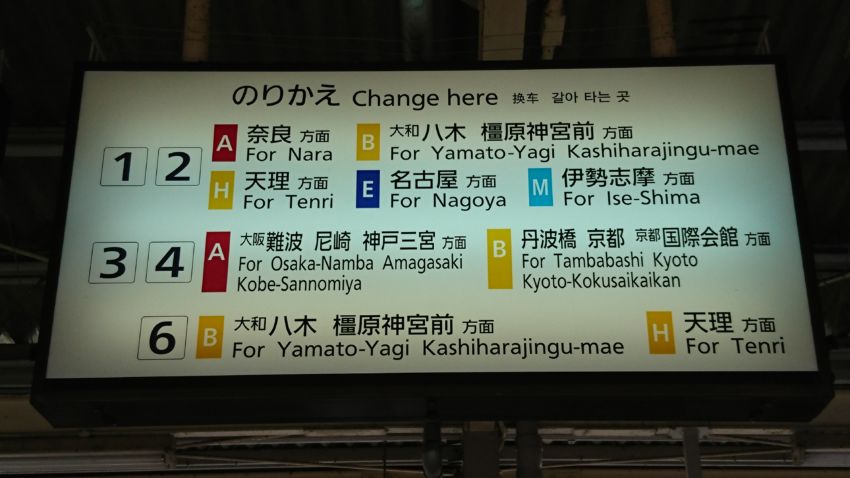 のりかえ Change here 換车 갈아 타는 곳
1 2 A 奈良 方面 B 大和八木 橿原神宮前 方面
For Nara For Yamato-Yagi Kashiharajingu-mae
H 天理 方面 E 名古屋 方面 M 伊勢志摩 方面
For Tenri For Nagoya For Ise-Shima
3 4 A 大阪難波 尼崎 神戸三宮 方面 B 丹波橋 京都 京都国際会館 方面
For Osaka-Namba Amagasaki For Tambabashi Kyoto
Kobe-Sannomiya Kyoto-Kokusaikaikan
6 B 大和八木 橿原神宮前 方面 H 天理 方面
For Yamato-Yagi Kashiharajingu-mae For Tenri